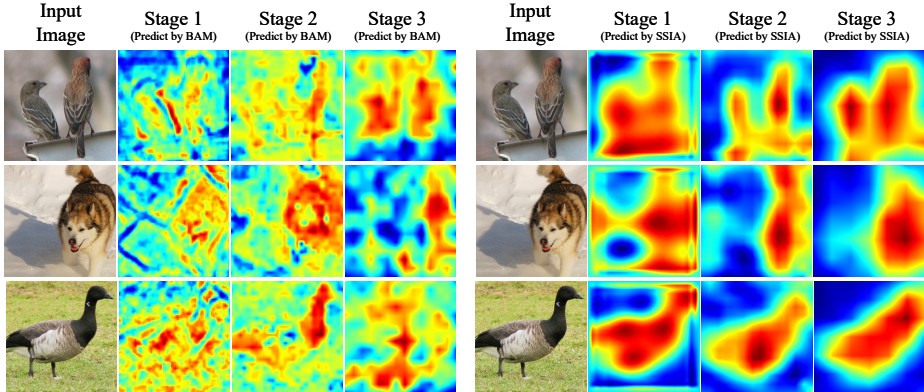 Input
Image
Stage 1
(Predict by BAM)
Stage 2
(Predict by BAM)
Stage 3
(Predict by BAM)
Input
Image
Stage 1
(Predict by SSIA)
Stage 2
(Predict by SSIA)
Stage 3
(Predict by SSIA)